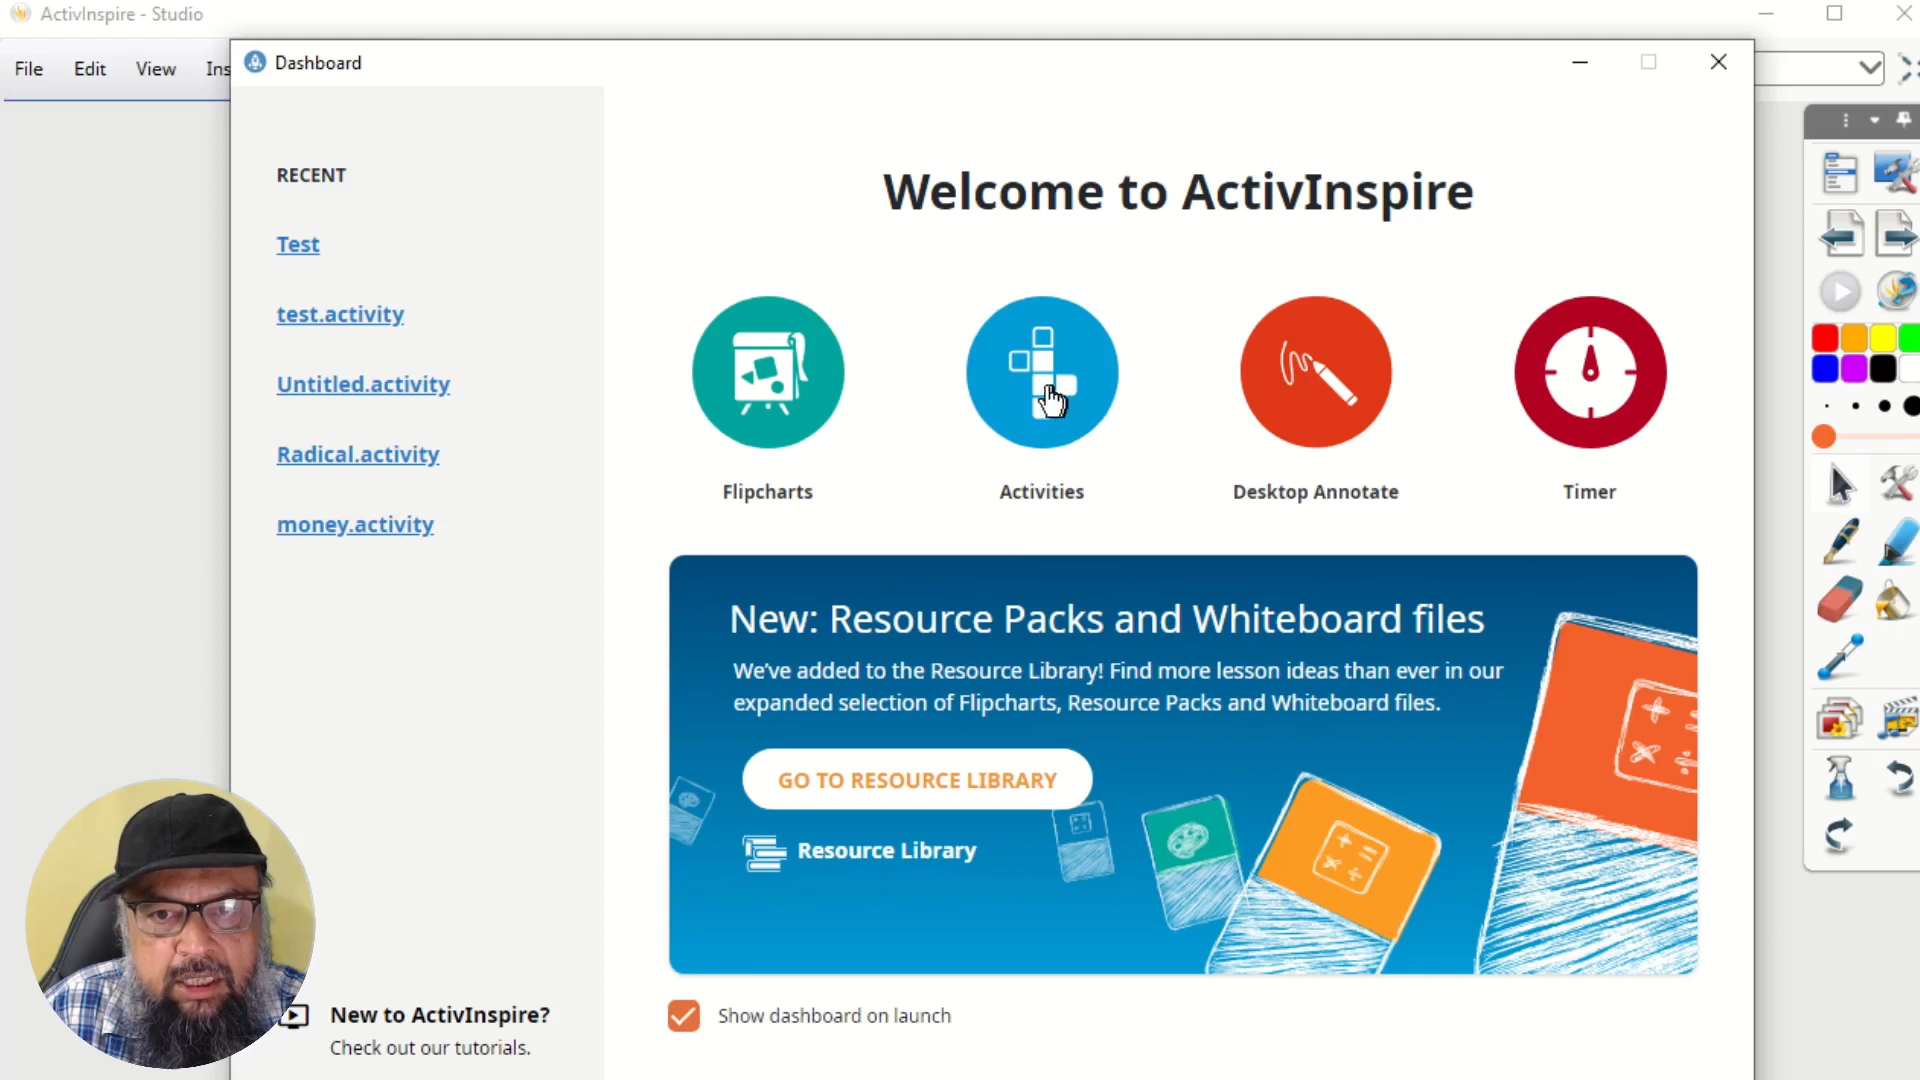 ActivInspire - Studio
File Edit View Ins
Dashboard
RECENT
Test
test.activity
Untitled.activity
Radical.activity
money.activity
New to ActivInspire?
Check out our tutorials.
Welcome to ActivInspire
Flipcharts Activities Desktop Annotate Timer
New: Resource Packs and Whiteboard files
We've added to the Resource Library! Find more lesson ideas than ever in our
expanded selection of Flipcharts, Resource Packs and Whiteboard files.
GO TO RESOURCE LIBRARY
Resource Library
Show dashboard on launch